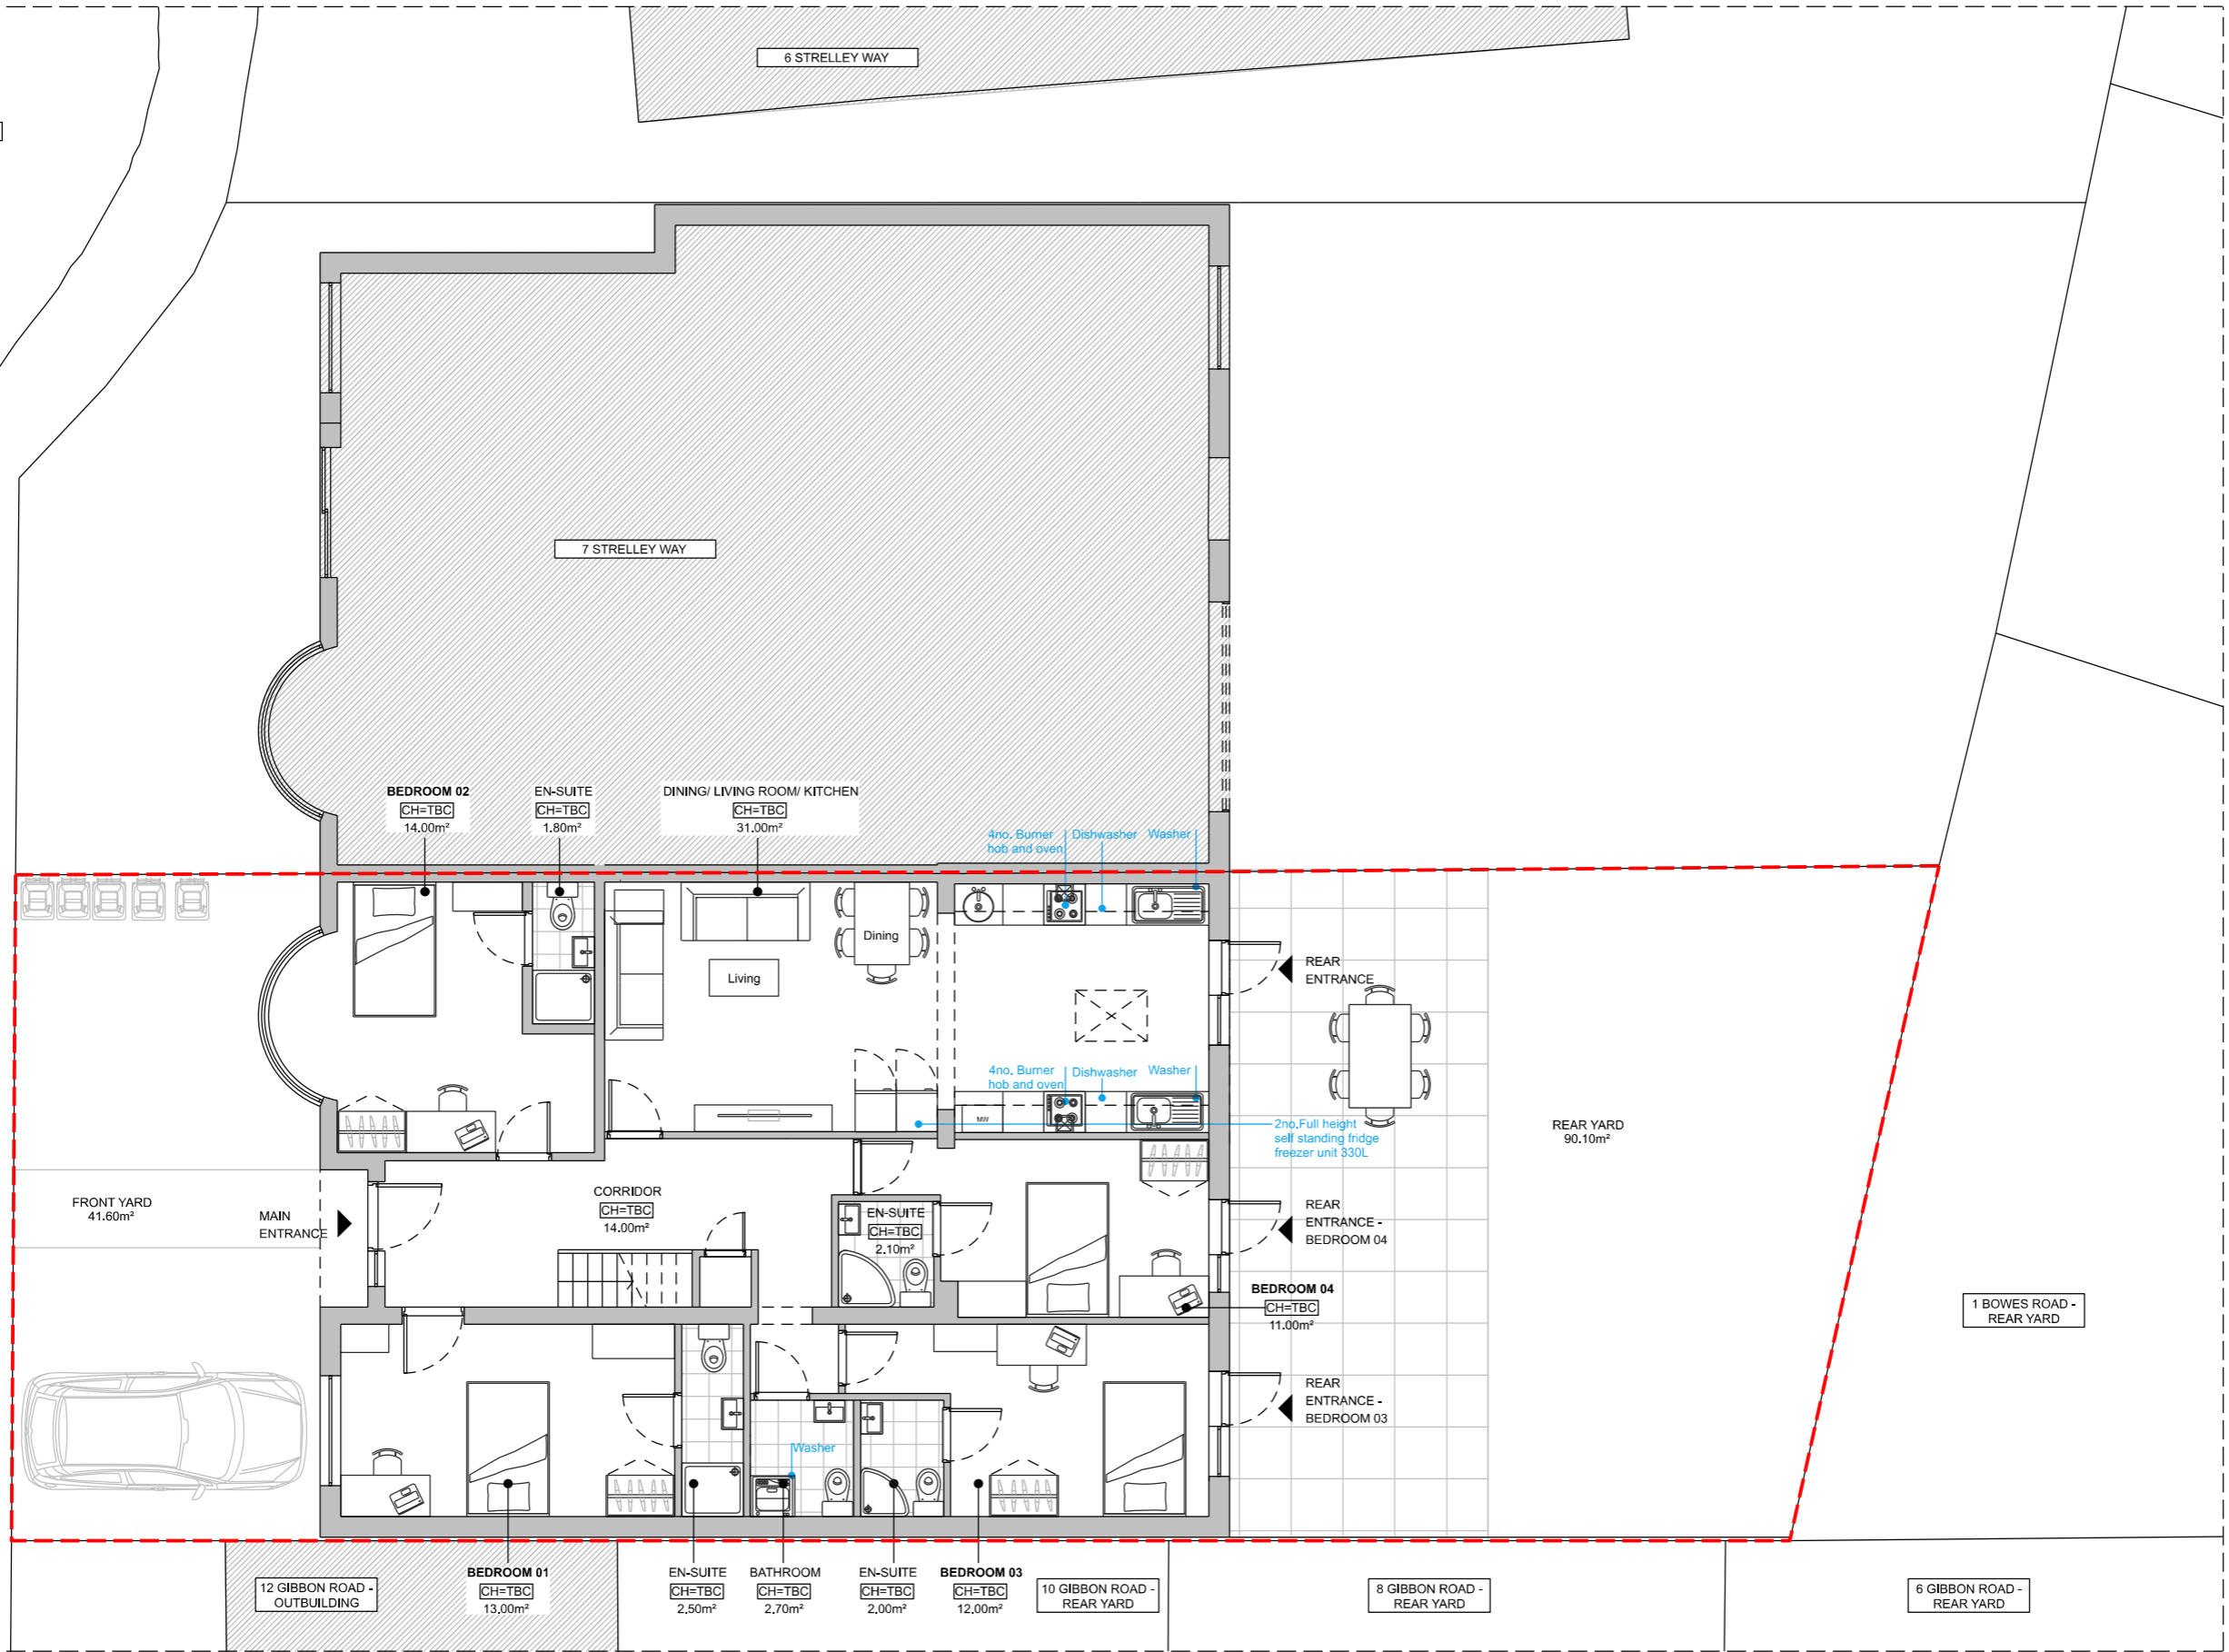 6 STRELLEY WAY
7 STRELLEY WAY
BEDROOM 02
CH=TBC
14.00m²
EN-SUITE
CH=TBC
1.80m²
DINING/ LIVING ROOM/ KITCHEN
CH=TBC
31.00m²
4no. Burner
hob and oven
Dishwasher
Washer
Dining
Living
REAR
ENTRANCE
4no. Burner
hob and oven
Dishwasher
Washer
MW
2no.Full height
self standing fridge
freezer unit 330L
REAR YARD
90.10m²
FRONT YARD
41.60m²
MAIN
ENTRANCE
CORRIDOR
CH=TBC
14.00m²
EN-SUITE
CH=TBC
2.10m²
REAR
ENTRANCE -
BEDROOM 04
BEDROOM 04
CH=TBC
11.00m²
1 BOWES ROAD -
REAR YARD
REAR
ENTRANCE -
BEDROOM 03
Washer
12 GIBBON ROAD -
OUTBUILDING
BEDROOM 01
CH=TBC
13.00m²
EN-SUITE
CH=TBC
2.50m²
BATHROOM
CH=TBC
2.70m²
EN-SUITE
CH=TBC
2.00m²
BEDROOM 03
CH=TBC
12.00m²
10 GIBBON ROAD -
REAR YARD
8 GIBBON ROAD -
REAR YARD
6 GIBBON ROAD -
REAR YARD